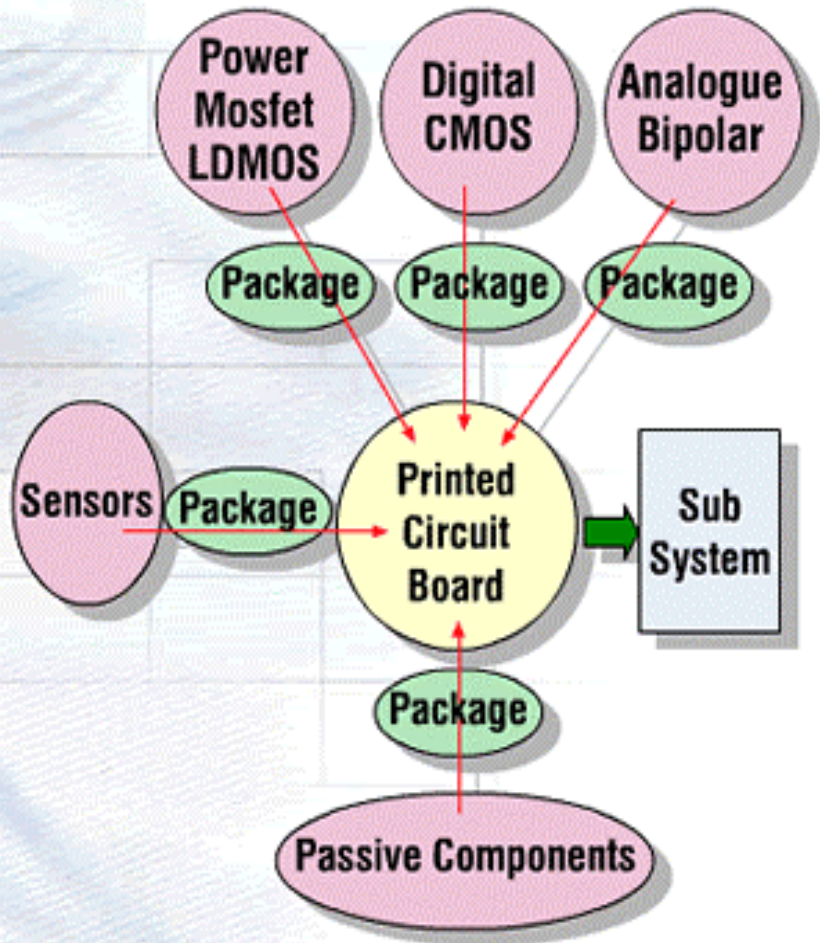 Power
Mosfet
LDMOS
Digital
CMOS
Analogue
Bipolar
Package
Package
Package
Sensors
Package
Printed
Circuit
Board
Sub
System
Package
Passive Components